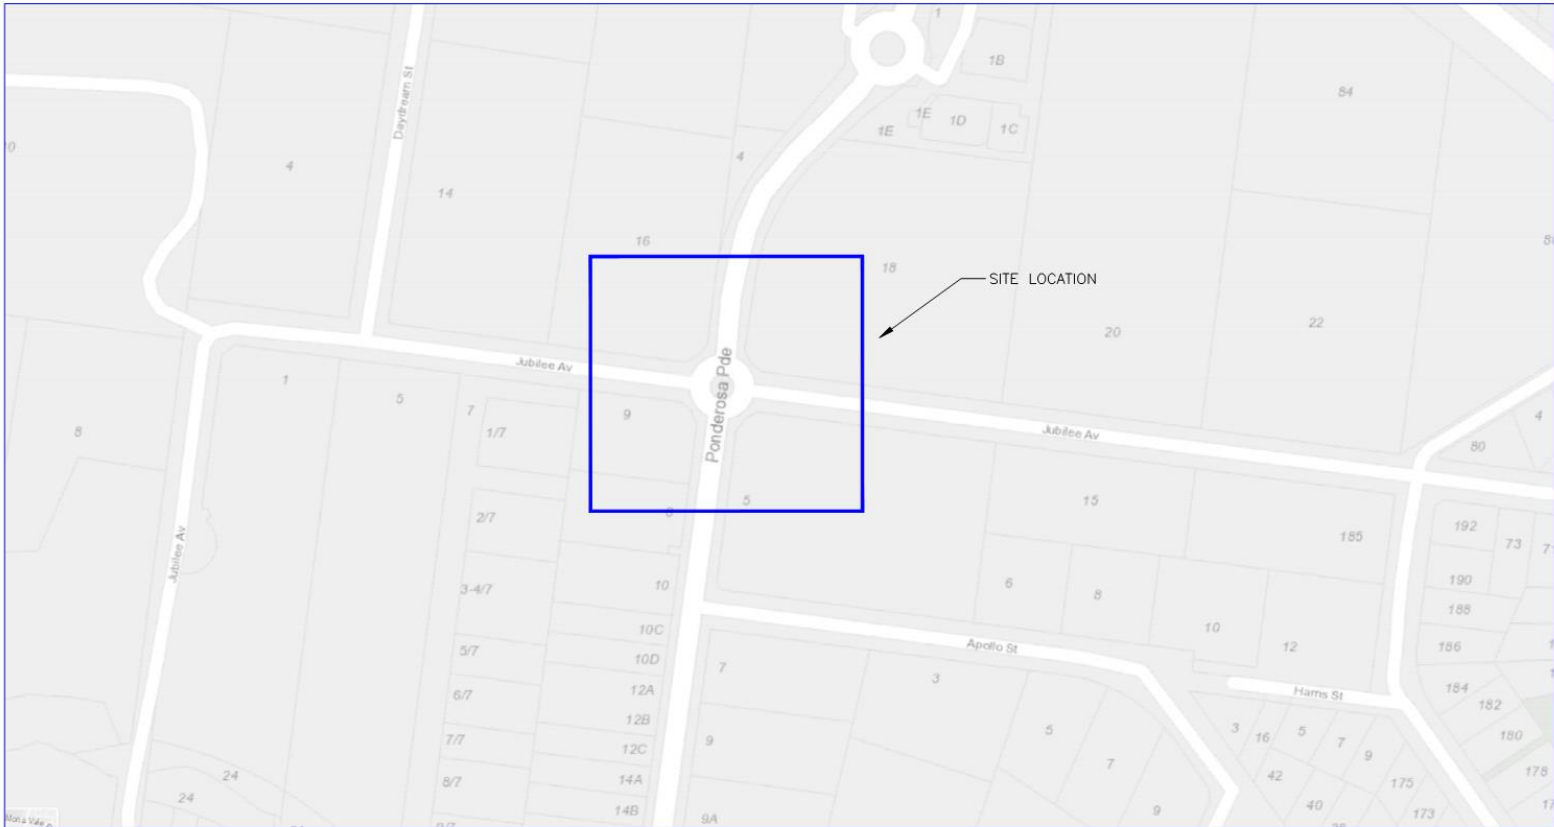 1
1B
84
Daydream St
1E
1D
1E
1C
4
4
14
16
18
SITE LOCATION
20
22
Jubilee Av
Ponderosa Pde
1
5
7
9
1/7
8
4
80
Jubilee Av
5
15
2/7
185
192
73
Jubilee Av
3-4/7
10
6
8
190
188
10C
10
12
186
5/7
10D
Apollo St
7
3
6/7
12A
Harris St
184
182
12B
5
3
16
5
7
9
180
7/7
12C
9
7
24
24
8/7
14A
42
175
178
14B
9A
9
40
173